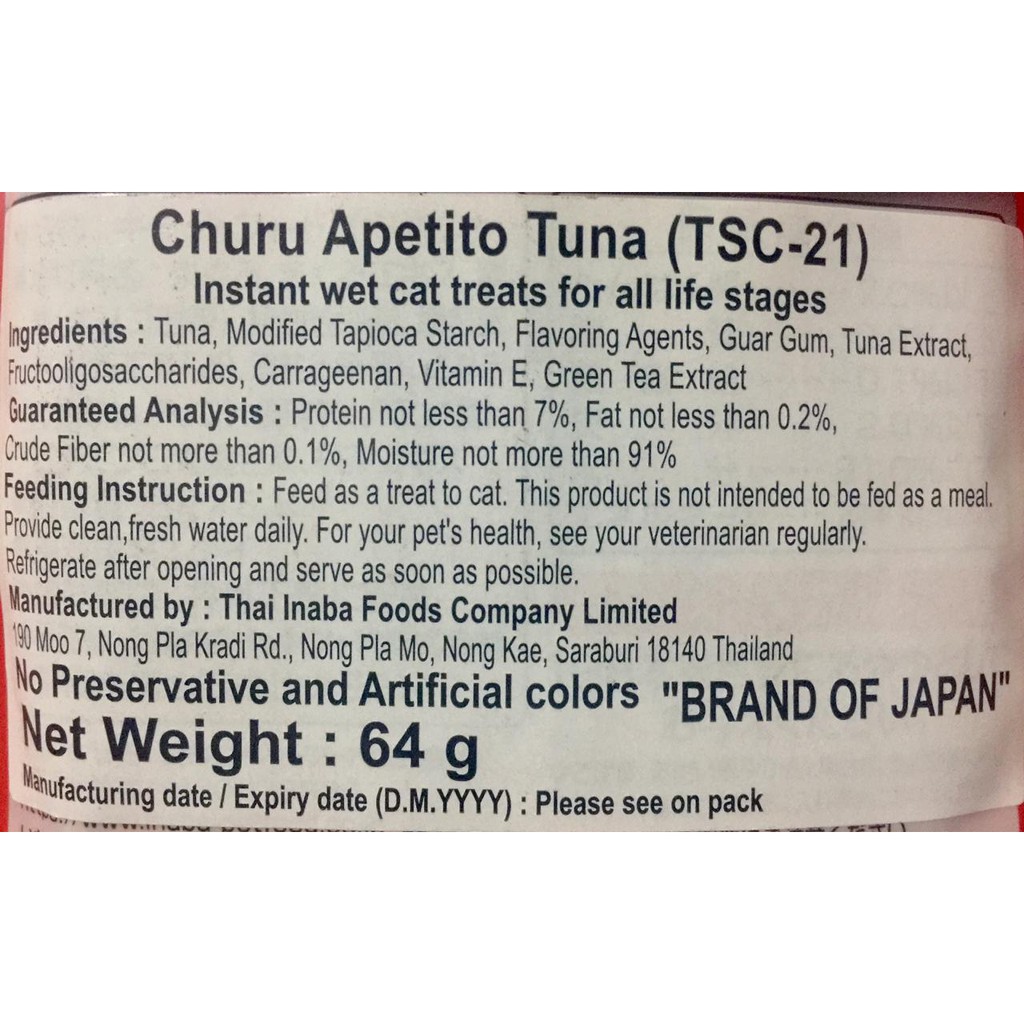 Churu Apetito Tuna (TSC-21)
Instant wet cat treats for all life stages
Ingredients : Tuna, Modified Tapioca Starch, Flavoring Agents, Guar Gum, Tuna Extract,
Fructooligosaccharides, Carrageenan, Vitamin E, Green Tea Extract
Guaranteed Analysis : Protein not less than 7%, Fat not less than 0.2%,
Crude Fiber not more than 0.1%, Moisture not more than 91%
Feeding Instruction : Feed as a treat to cat. This product is not intended to be fed as a meal.
Provide clean,fresh water daily. For your pet's health, see your veterinarian regularly.
Refrigerate after opening and serve as soon as possible.
Manufactured by : Thai Inaba Foods Company Limited
190 Moo 7, Nong Pla Kradi Rd., Nong Pla Mo, Nong Kae, Saraburi 18140 Thailand
No Preservative and Artificial colors "BRAND OF JAPAN"
Net Weight : 64 g
Manufacturing date / Expiry date (D.M.YYYY) : Please see on pack